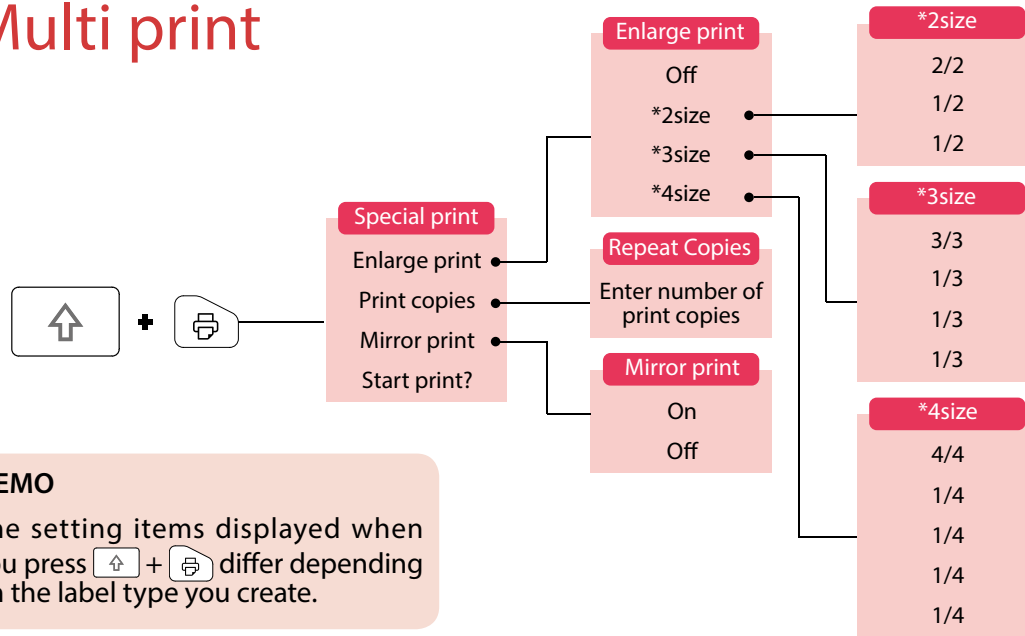 Multi print
Special print
Enlarge print
Print copies
Mirror print
Start print?
Enlarge print
Off
*2size
*3size
*4size
Repeat Copies
Enter number of
print copies
Mirror print
On
Off
*2size
2/2
1/2
1/2
*3size
3/3
1/3
1/3
1/3
*4size
4/4
1/4
1/4
1/4
1/4
EMO
he setting items displayed when
ou press + differ depending
n the label type you create.